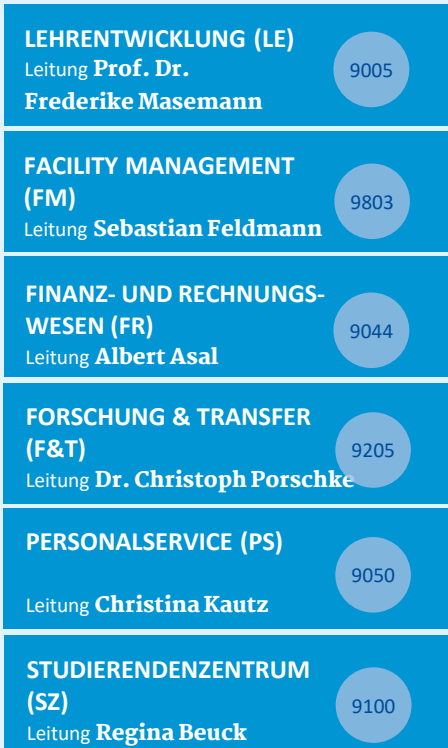 LEHRENTWICKLUNG (LE)
Leitung Prof. Dr.
Frederike Masemann
9005
FACILITY MANAGEMENT
(FM)
Leitung Sebastian Feldmann
9803
FINANZ- UND RECHNUNGS-
WESEN (FR)
Leitung Albert Asal
9044
FORSCHUNG & TRANSFER
(F&T)
Leitung Dr. Christoph Porschke
9205
PERSONALSERVICE (PS)
Leitung Christina Kautz
9050
STUDIERENDENZENTRUM
(SZ)
Leitung Regina Beuck
9100